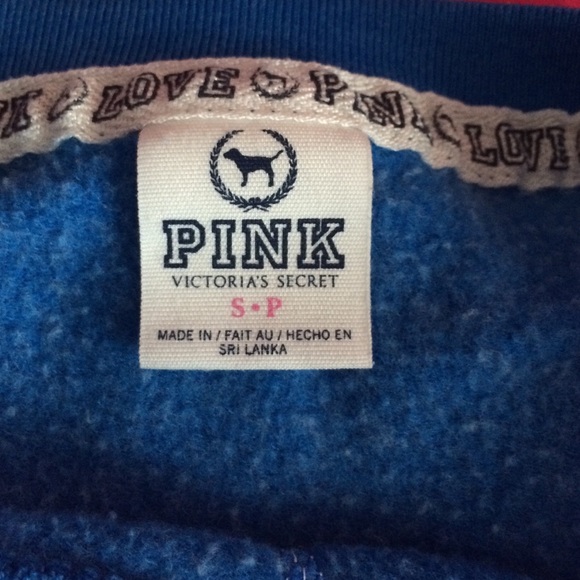 LOVE PINK LOVE
PINK
VICTORIA'S SECRET
S•P
MADE IN / FAIT AU / HECHO EN
SRI LANKA